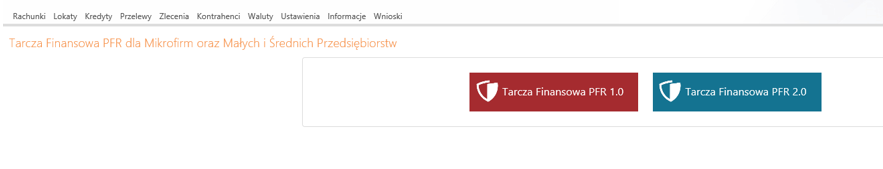 Rachunki Lokaty Kredyty Przelewy Zlecenia Kontrahenci Waluty Ustawienia Informacje Wnioski
Tarcza Finansowa PFR dla Mikrofirm oraz Małych i Średnich Przedsiębiorstw
Tarcza Finansowa PFR 1.0 Tarcza Finansowa PFR 2.0